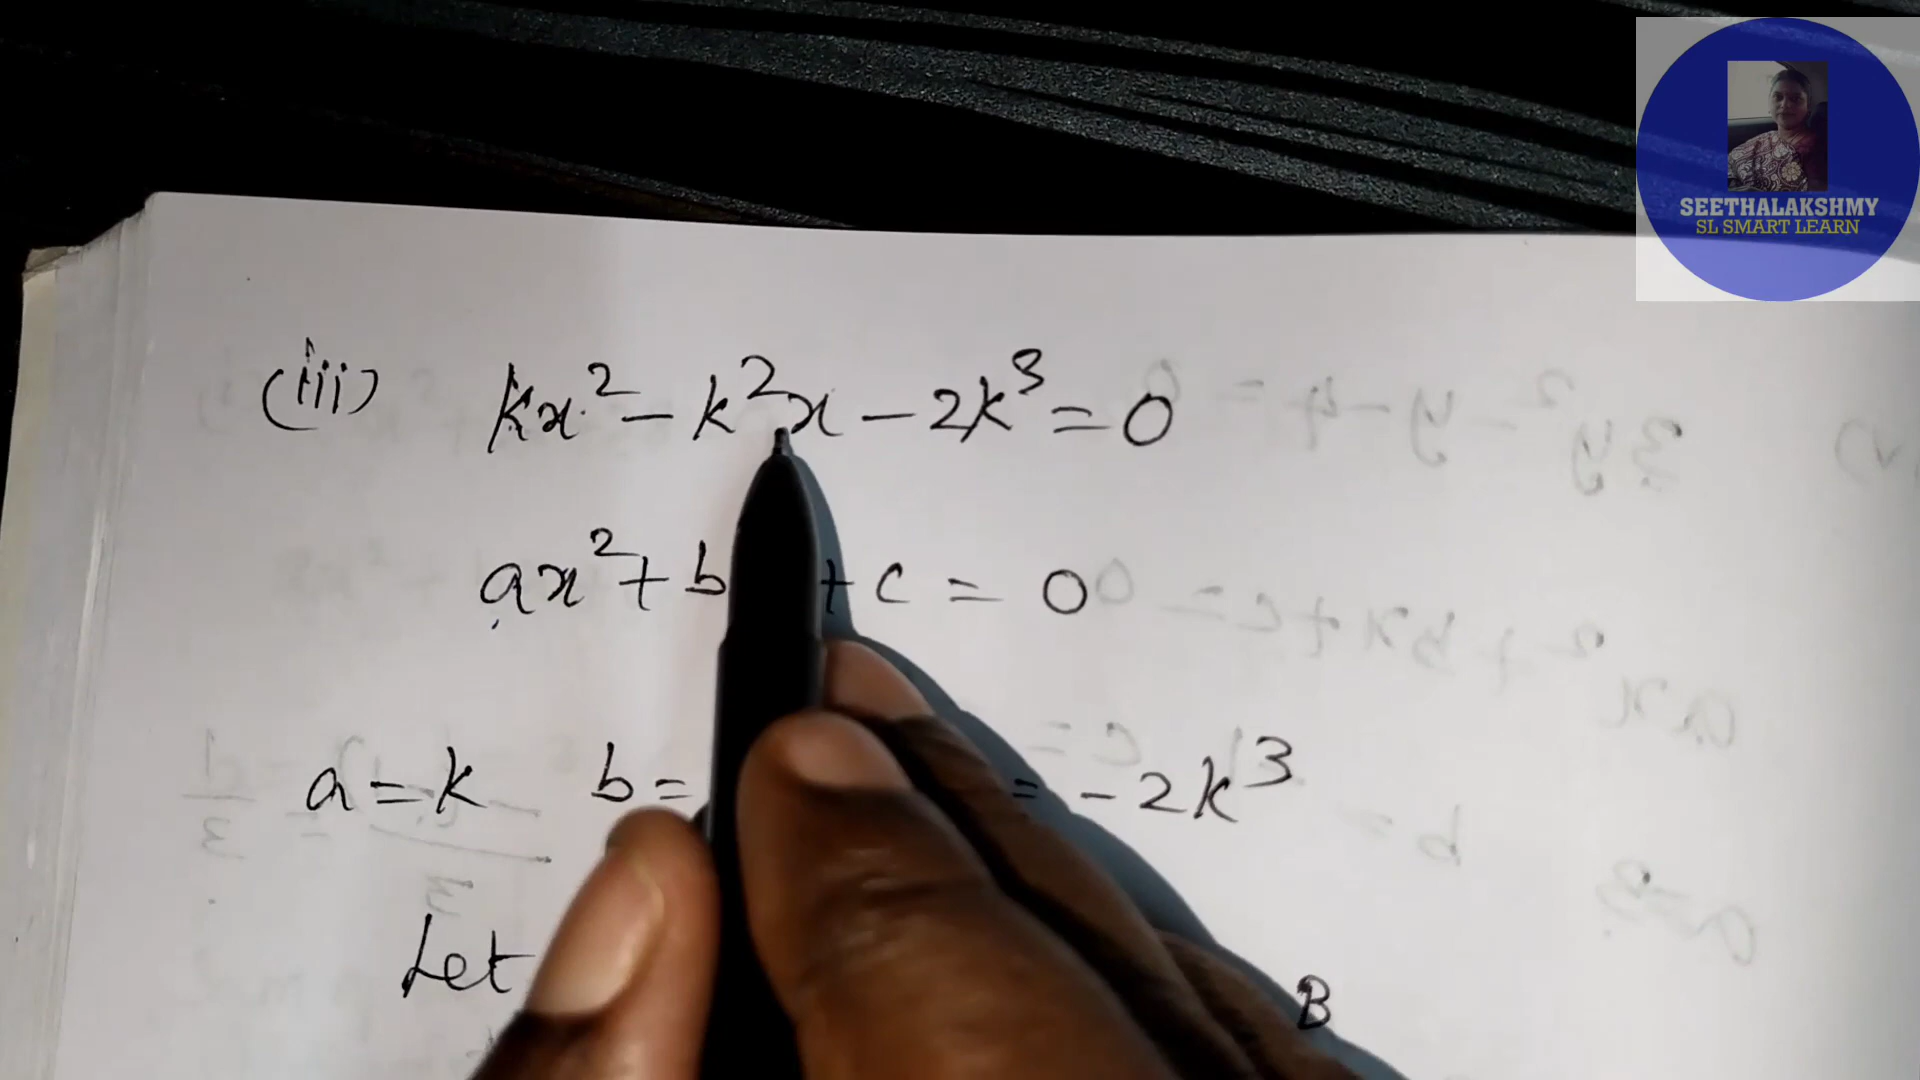 SEETHALAKSHMY
SL SMART LEARN
(iii) kx² - k²x - 2k³ = 0
ax² + b + c = 0
a = k b = = -2k³
Let B